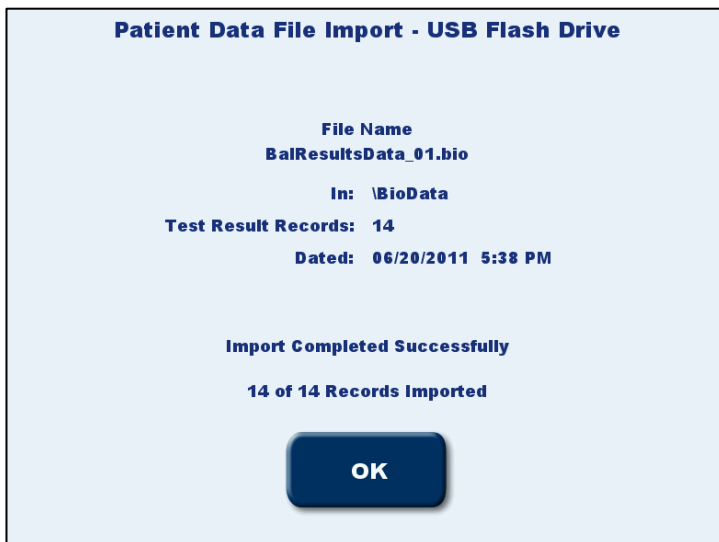 Patient Data File Import - USB Flash Drive
File Name
BalResultsData_01.bio
In: \BioData
Test Result Records: 14
Dated: 06/20/2011 5:38 PM
Import Completed Successfully
14 of 14 Records Imported
OK